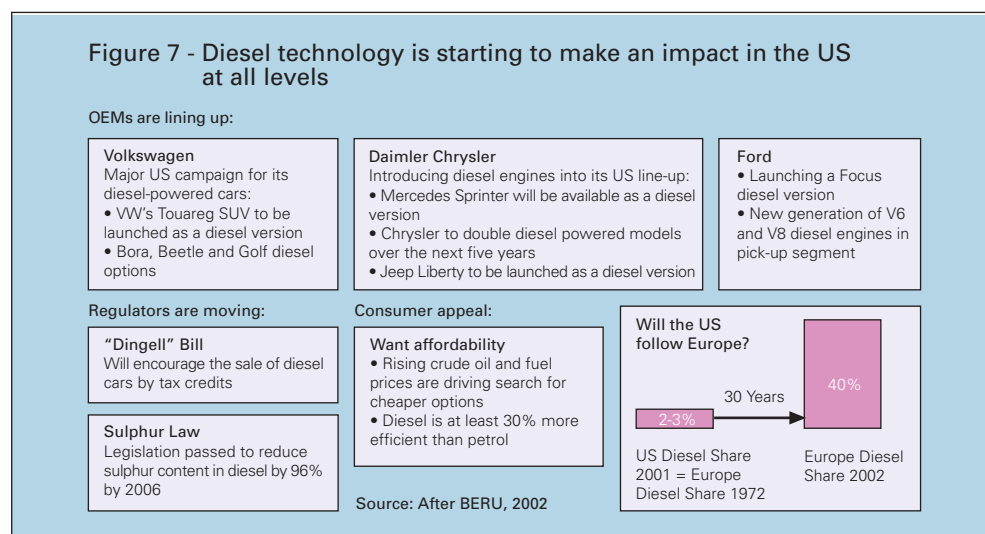 Figure 7 - Diesel technology is starting to make an impact in the US
at all levels
OEMs are lining up:
Volkswagen
Major US campaign for its
diesel-powered cars:
• VW's Touareg SUV to be
launched as a diesel version
• Bora, Beetle and Golf diesel
options
Daimler Chrysler
Introducing diesel engines into its US line-up:
• Mercedes Sprinter will be available as a diesel
version
• Chrysler to double diesel powered models
over the next five years
• Jeep Liberty to be launched as a diesel version
Ford
• Launching a Focus
diesel version
• New generation of V6
and V8 diesel engines in
pick-up segment
Regulators are moving:
"Dingell" Bill
Will encourage the sale of diesel
cars by tax credits
Sulphur Law
Legislation passed to reduce
sulphur content in diesel by 96%
by 2006
Consumer appeal:
Want affordability
• Rising crude oil and fuel
prices are driving search for
cheaper options
• Diesel is at least 30% more
efficient than petrol
Source: After BERU, 2002
Will the US
follow Europe?
2-3%
30 Years
40%
US Diesel Share
2001 = Europe
Diesel Share 1972
Europe Diesel
Share 2002